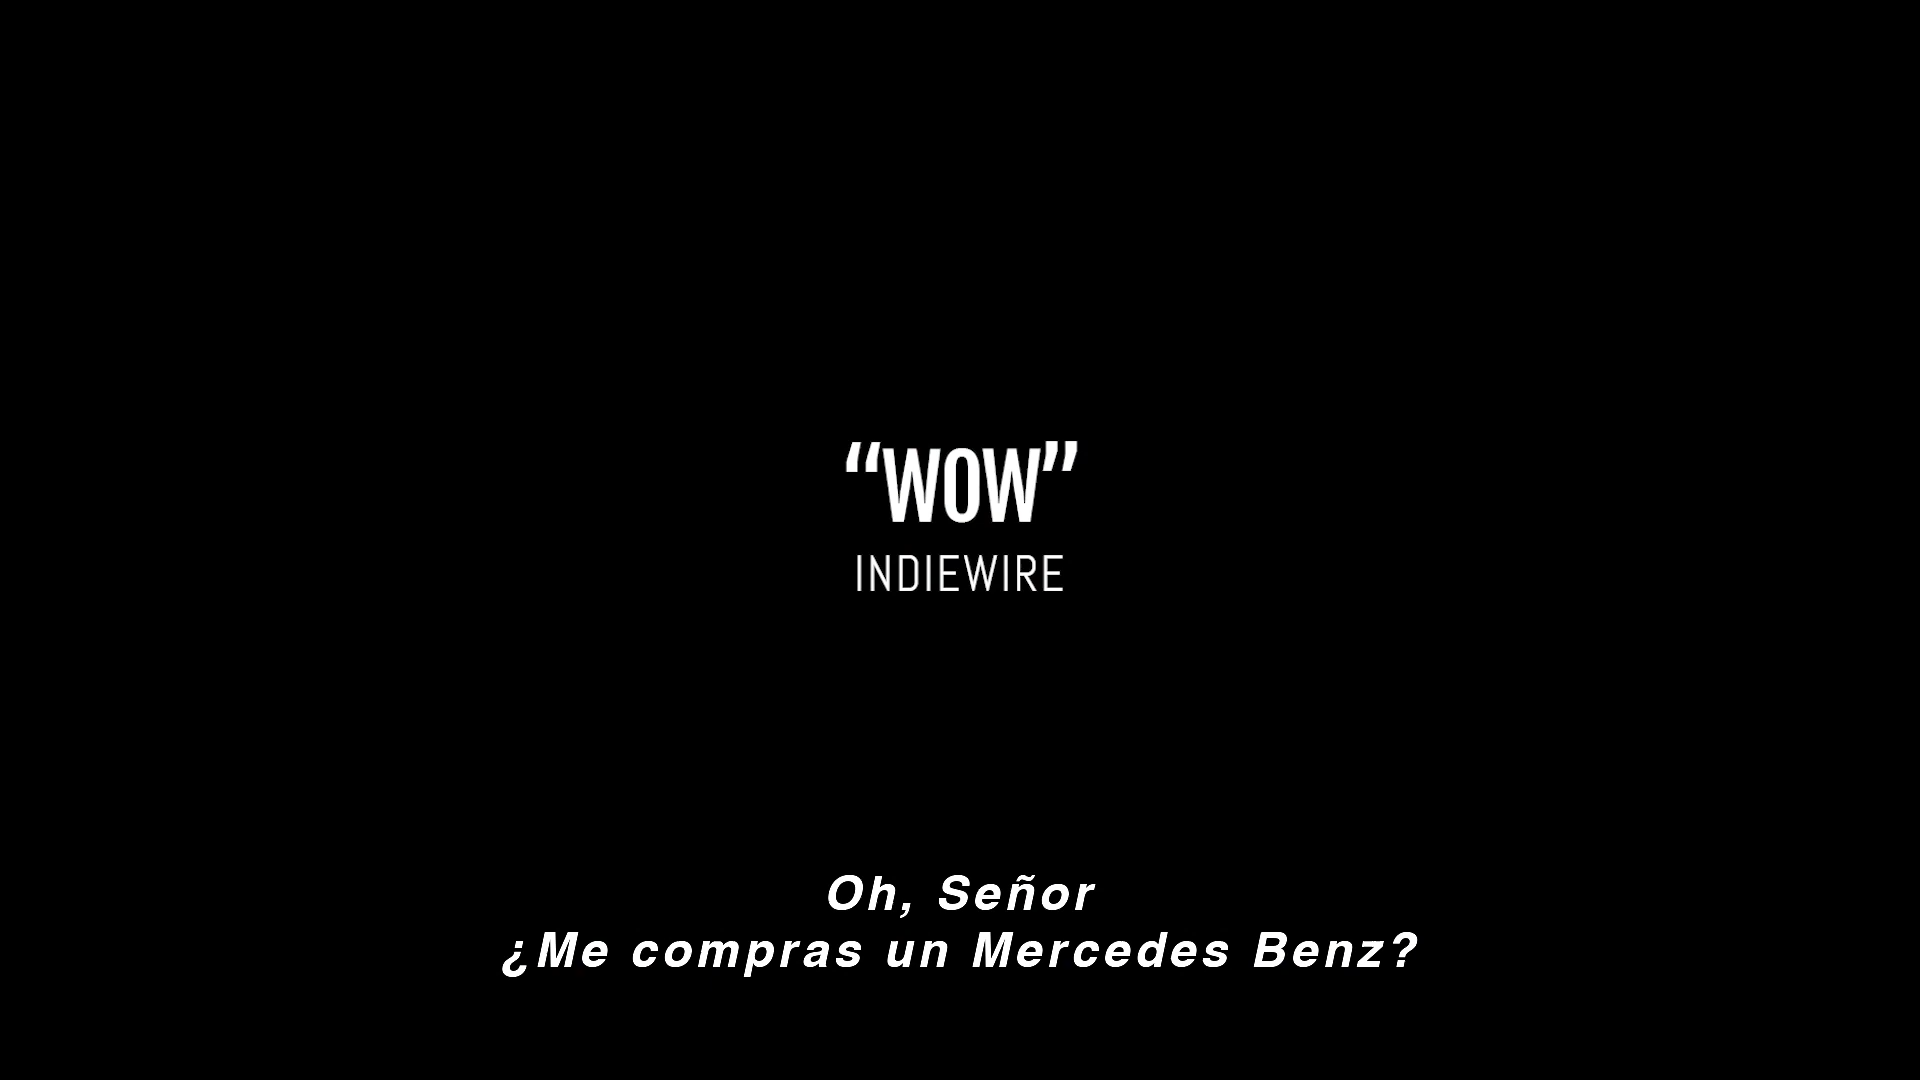 “WOW”
INDIEWIRE
Oh, Señor
¿Me compras un Mercedes Benz?